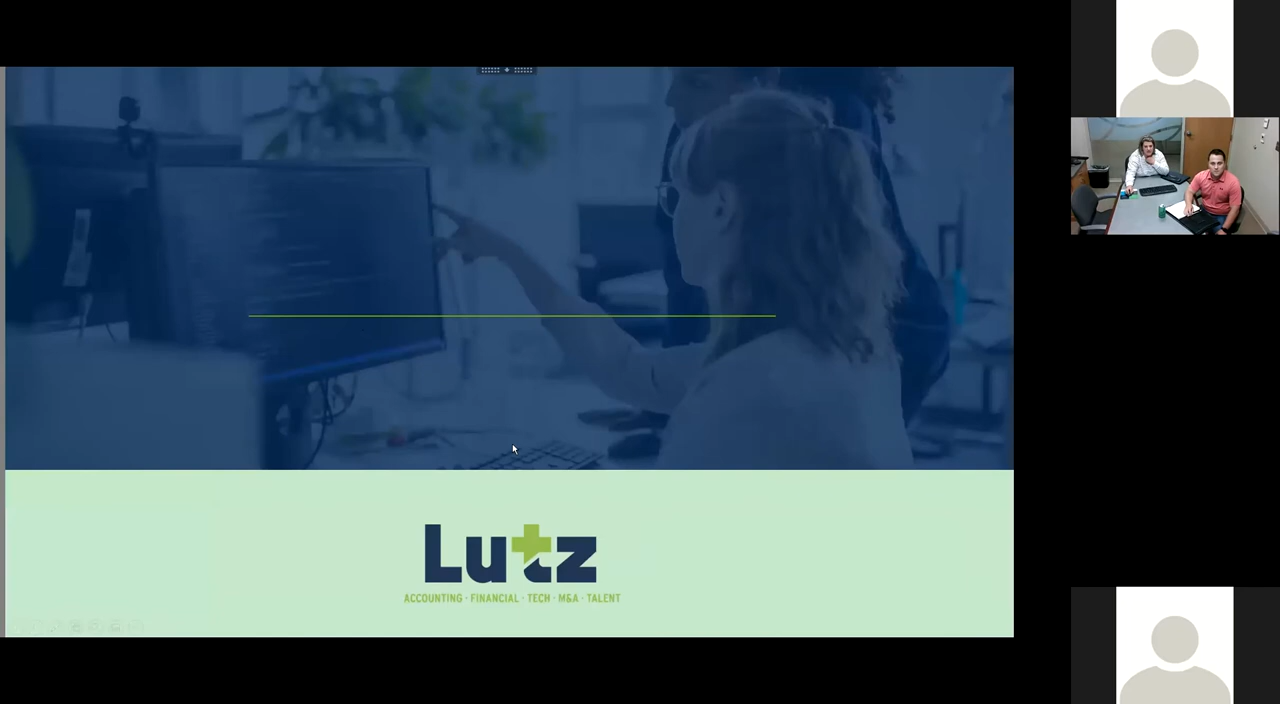 Lutz
ACCOUNTING · FINANCIAL · TECH · M&A · TALENT